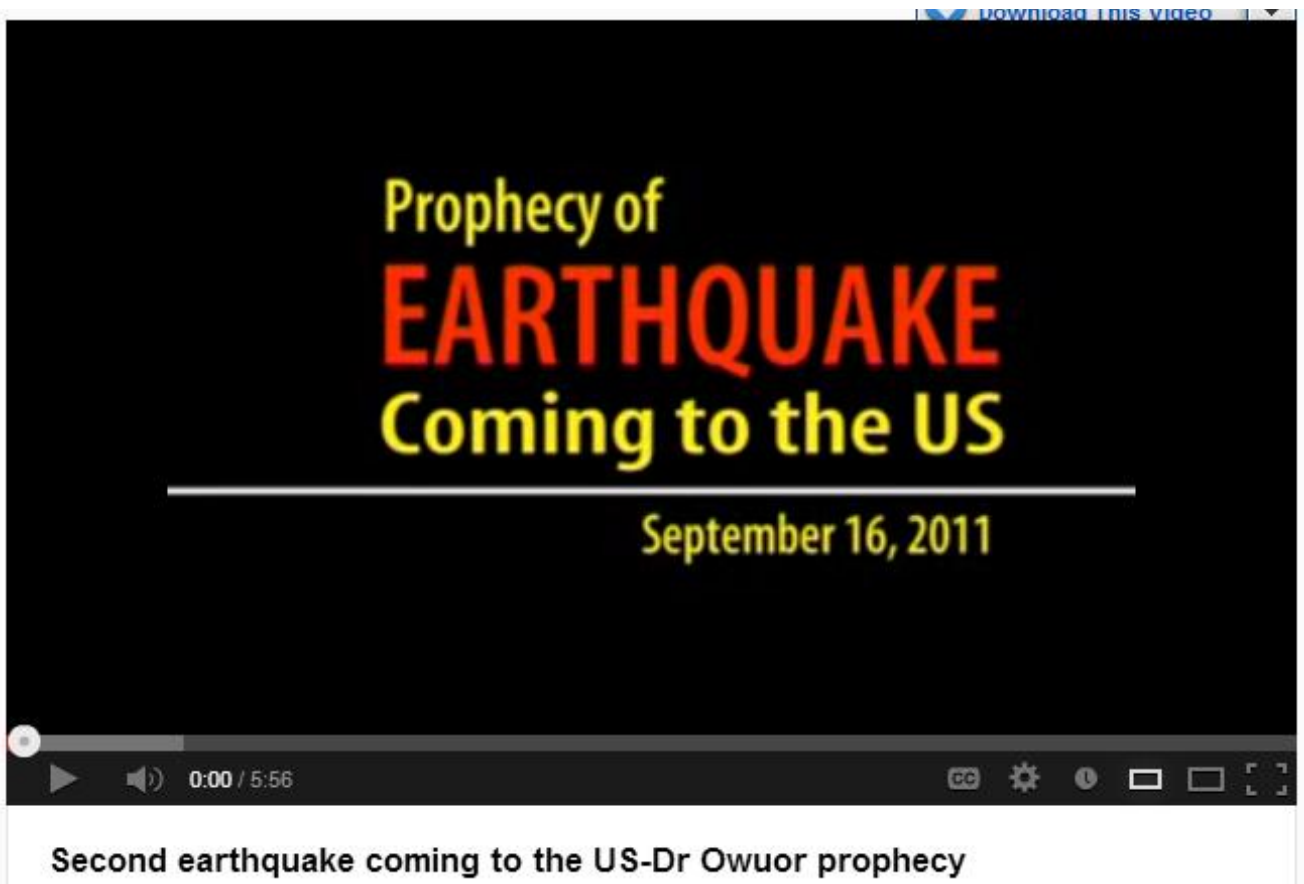 Download This Video
Prophecy of
EARTHQUAKE
Coming to the US
September 16, 2011
0:00 / 5:56
CC
Second earthquake coming to the US-Dr Owuor prophecy